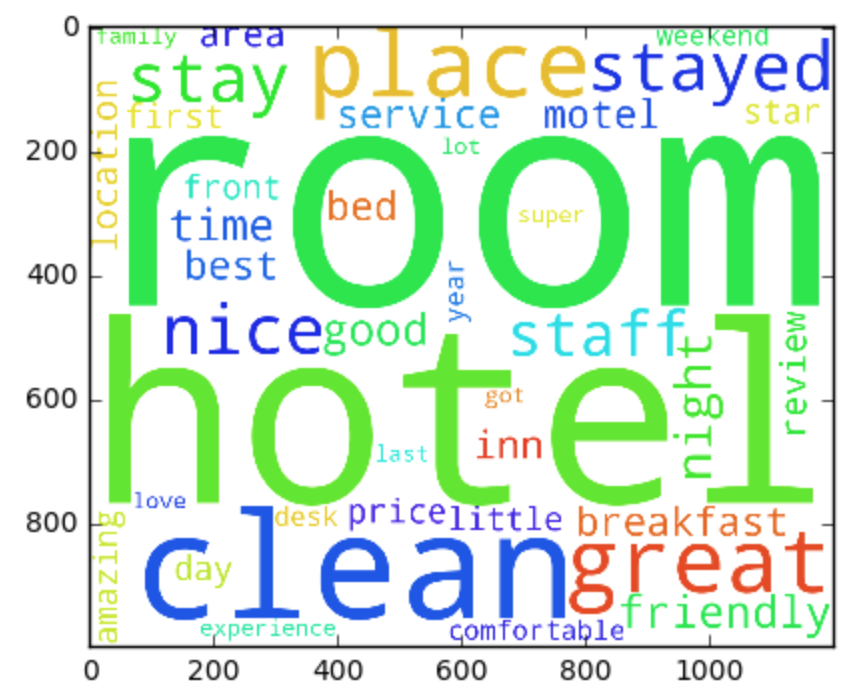 0
family area weekend
place
stay stayed
location
first service motel star
200
lot
room
front
bed
super
time
best
400
year
nice good staff
night
review
hotel
600
got
inn
last
love
800
desk price little breakfast
amazing
clean great
day
friendly
experience comfortable
0 200 400 600 800 1000